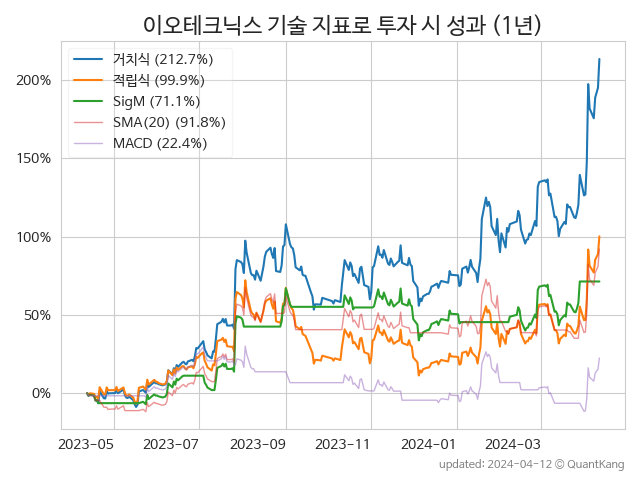 이오테크닉스 기술 지표로 투자 시 성과 (1년)
거치식 (212.7%)
적립식 (99.9%)
SigM (71.1%)
SMA(20) (91.8%)
MACD (22.4%)
200%
150%
100%
50%
0%
2023-05 2023-07 2023-09 2023-11 2024-01 2024-03
updated: 2024-04-12 © QuantKang